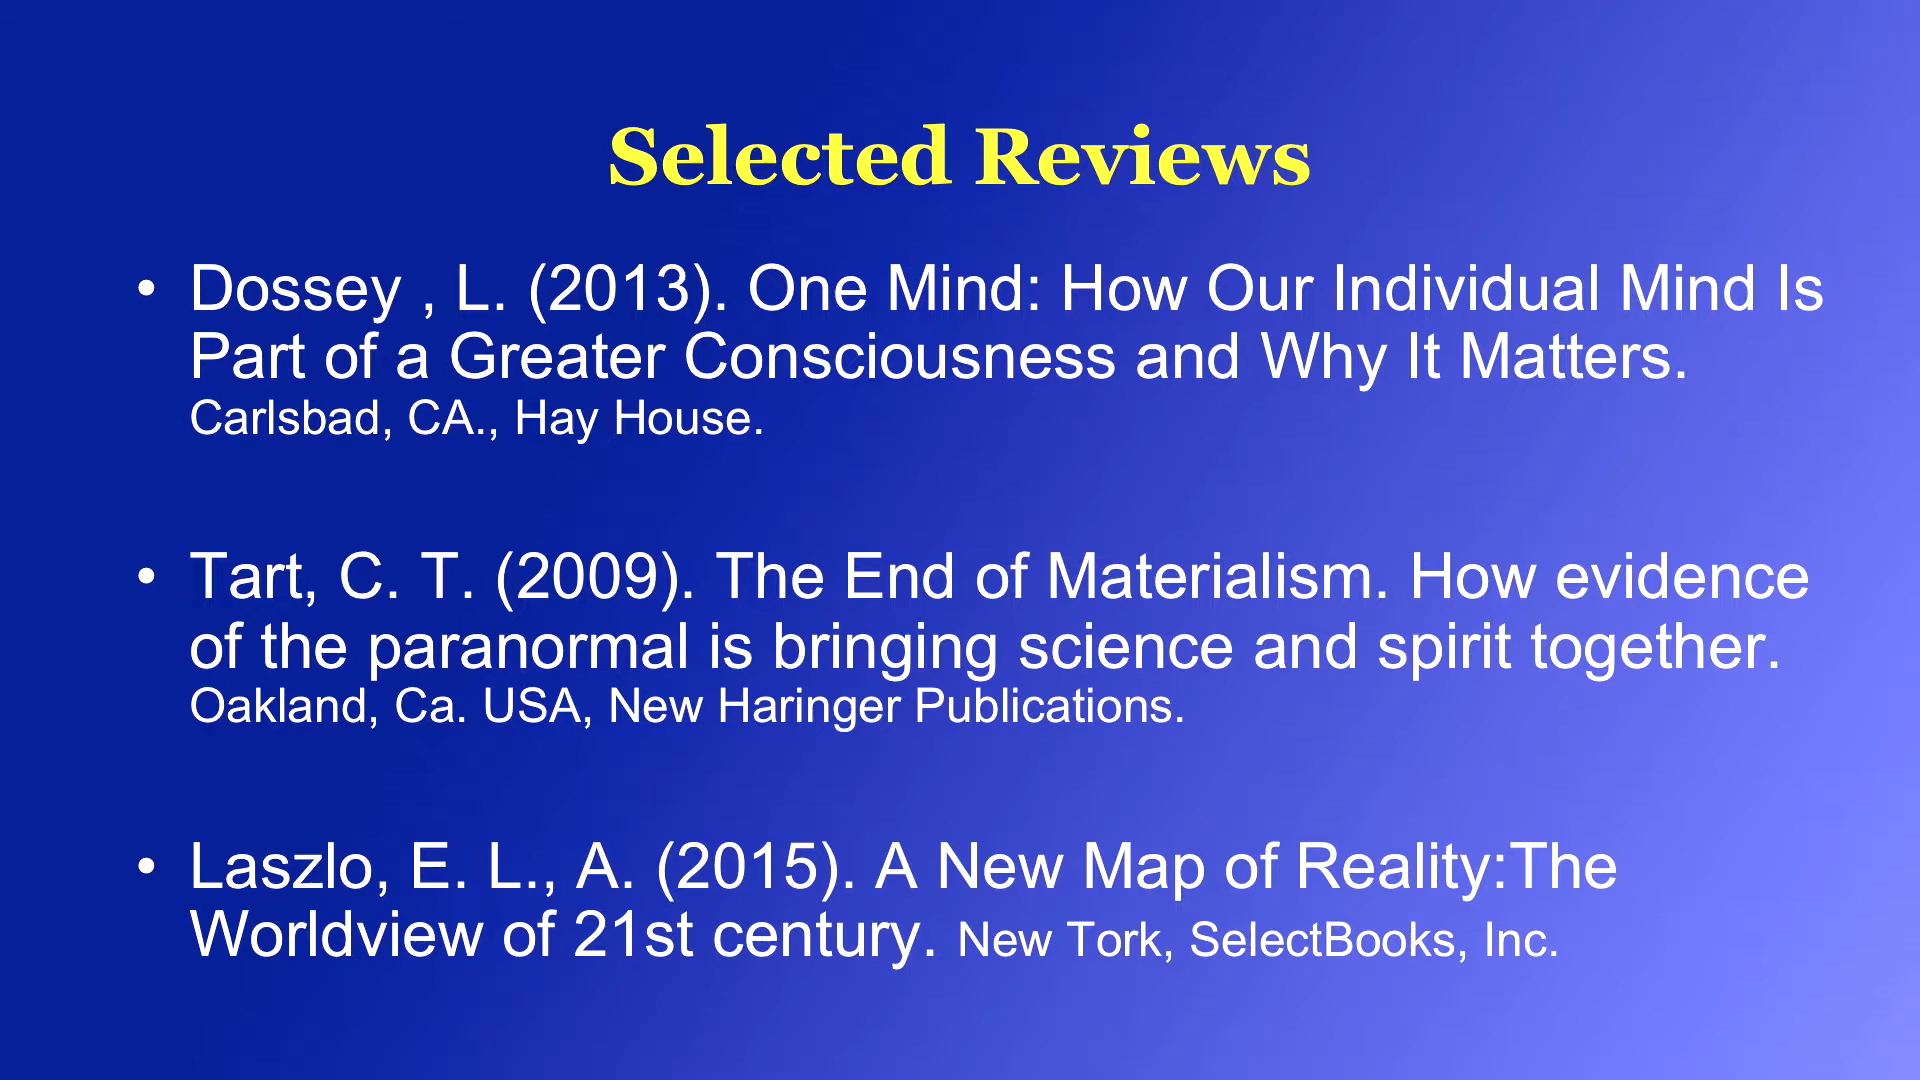 Selected Reviews
• Dossey , L. (2013). One Mind: How Our Individual Mind Is
Part of a Greater Consciousness and Why It Matters.
Carlsbad, CA., Hay House.
• Tart, C. T. (2009). The End of Materialism. How evidence
of the paranormal is bringing science and spirit together.
Oakland, Ca. USA, New Haringer Publications.
• Laszlo, E. L., A. (2015). A New Map of Reality:The
Worldview of 21st century. New Tork, SelectBooks, Inc.